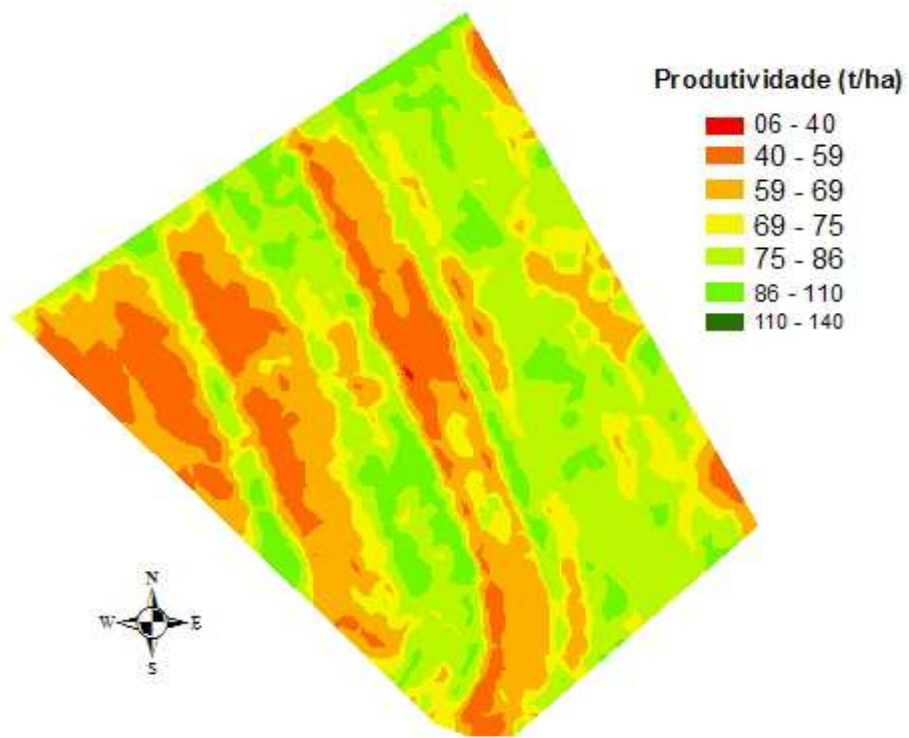 Produtividade (t/ha)
06 - 40
40 - 59
59 - 69
69 - 75
75 - 86
86 - 110
110 - 140
N
W E
S